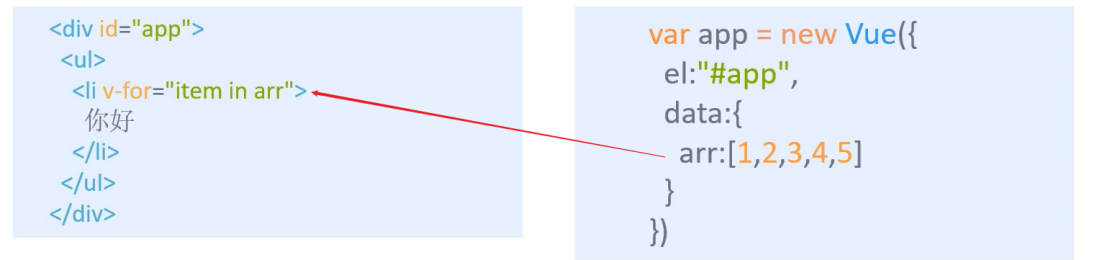 <div id="app">
<ul>
<li v-for="item in arr">
你好
</li>
</ul>
</div>
var app = new Vue({
el:"#app",
data:{
arr:[1,2,3,4,5]
}
})